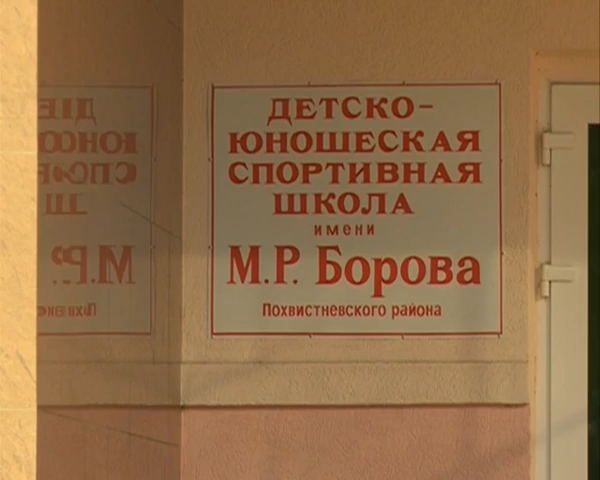 ДЕТСКО-
ЮНОШЕСКАЯ
СПОРТИВНАЯ
ШКОЛА
имени
М.Р. Борова
Похвистневского района